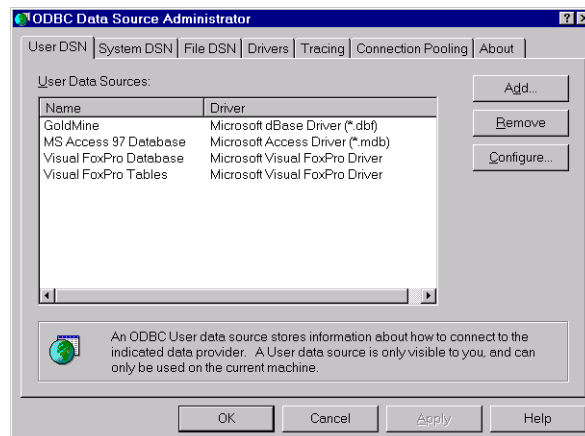 ODBC Data Source Administrator
User DSN System DSN File DSN Drivers Tracing Connection Pooling About
User Data Sources:
Name Driver
GoldMine Microsoft dBase Driver (*.dbf)
MS Access 97 Database Microsoft Access Driver (*.mdb)
Visual FoxPro Database Microsoft Visual FoxPro Driver
Visual FoxPro Tables Microsoft Visual FoxPro Driver
Add...
Remove
Configure...
An ODBC User data source stores information about how to connect to the
indicated data provider. A User data source is only visible to you, and can
only be used on the current machine.
OK Cancel Apply Help